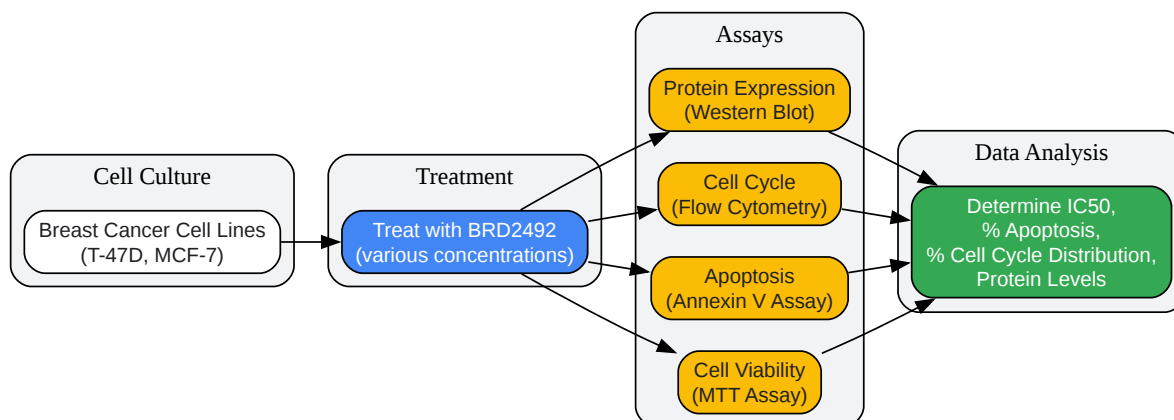 Cell Culture
Breast Cancer Cell Lines
(T-47D, MCF-7)
Treatment
Treat with BRD2492
(various concentrations)
Assays
Protein Expression
(Western Blot)
Cell Cycle
(Flow Cytometry)
Apoptosis
(Annexin V Assay)
Cell Viability
(MTT Assay)
Data Analysis
Determine IC50,
% Apoptosis,
% Cell Cycle Distribution,
Protein Levels